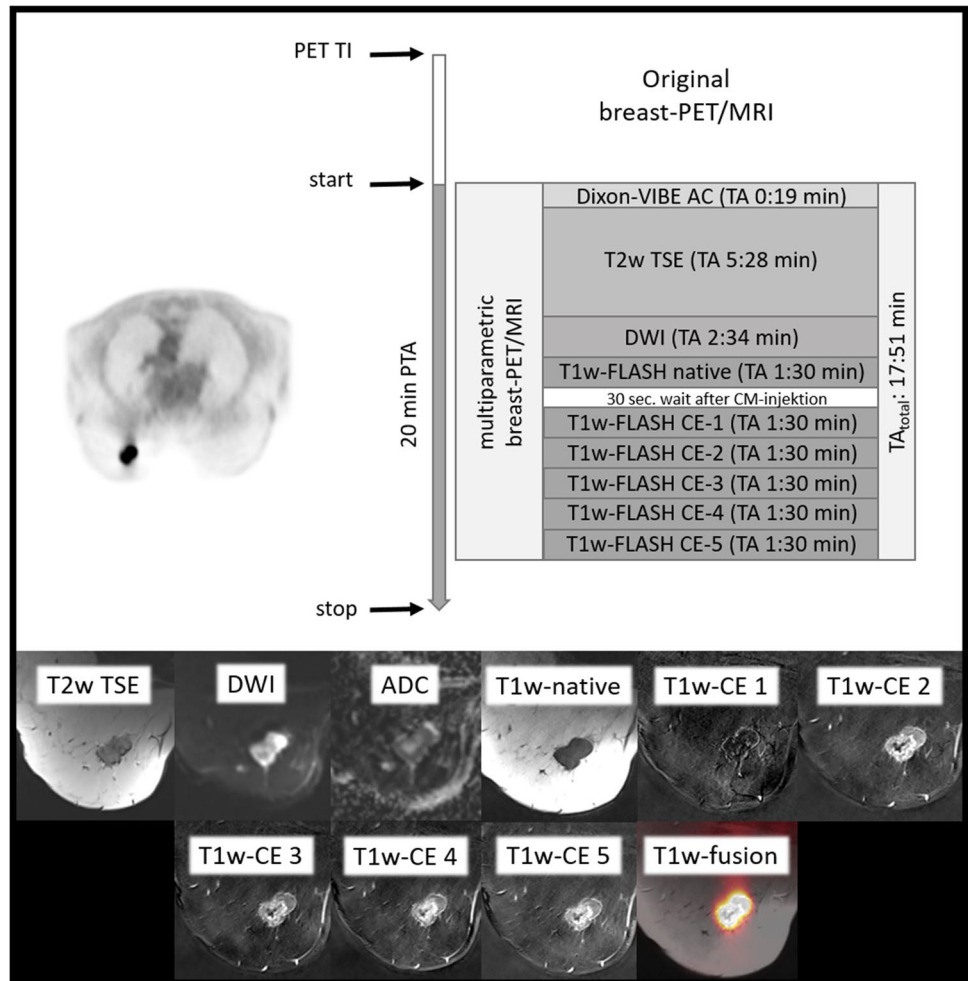 PET TI
Original
breast-PET/MRI
start
20 min PTA
multiparametric
breast-PET/MRI
Dixon-VIBE AC (TA 0:19 min)
T2w TSE (TA 5:28 min)
DWI (TA 2:34 min)
T1w-FLASH native (TA 1:30 min)
30 sec. wait after CM-injektion
T1w-FLASH CE-1 (TA 1:30 min)
T1w-FLASH CE-2 (TA 1:30 min)
T1w-FLASH CE-3 (TA 1:30 min)
T1w-FLASH CE-4 (TA 1:30 min)
T1w-FLASH CE-5 (TA 1:30 min)
TAtotal: 17:51 min
stop
T2w TSE
DWI
ADC
T1w-native
T1w-CE 1
T1w-CE 2
T1w-CE 3
T1w-CE 4
T1w-CE 5
T1w-fusion